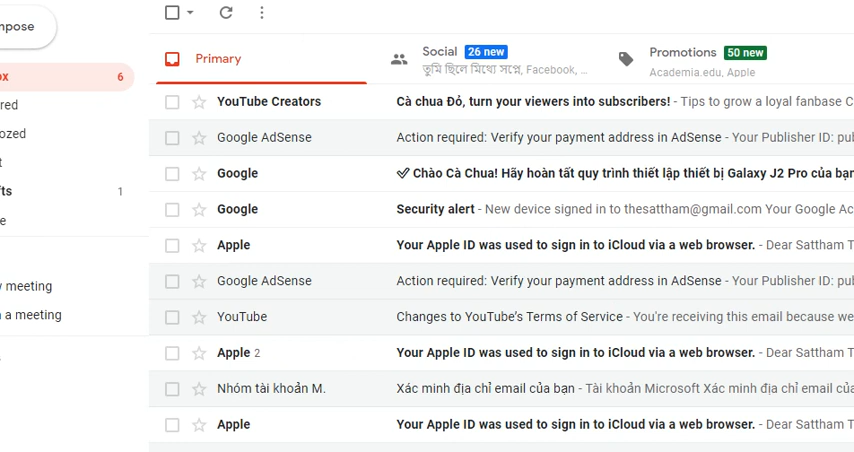 mpose
Primary
Social 26 new
তুমি ছিলে মিথ্যে সপ্নে, Facebook, ...
Promotions 50 new
Academia.edu, Apple
ox 6
red
ozed
t
fts 1
e
w meeting
a meeting
YouTube Creators Cà chua Đỏ, turn your viewers into subscribers! - Tips to grow a loyal fanbase C
Google AdSense Action required: Verify your payment address in AdSense - Your Publisher ID: pul
Google Chào Cà Chua! Hãy hoàn tất quy trình thiết lập thiết bị Galaxy J2 Pro của bạn
Google Security alert - New device signed in to thesattham@gmail.com Your Google Ac
Apple Your Apple ID was used to sign in to iCloud via a web browser. - Dear Sattham T
Google AdSense Action required: Verify your payment address in AdSense - Your Publisher ID: pul
YouTube Changes to YouTube's Terms of Service - You're receiving this email because we
Apple 2 Your Apple ID was used to sign in to iCloud via a web browser. - Dear Sattham T
Nhóm tài khoản M. Xác minh địa chỉ email của bạn - Tài khoản Microsoft Xác minh địa chỉ email của
Apple Your Apple ID was used to sign in to iCloud via a web browser. - Dear Sattham T